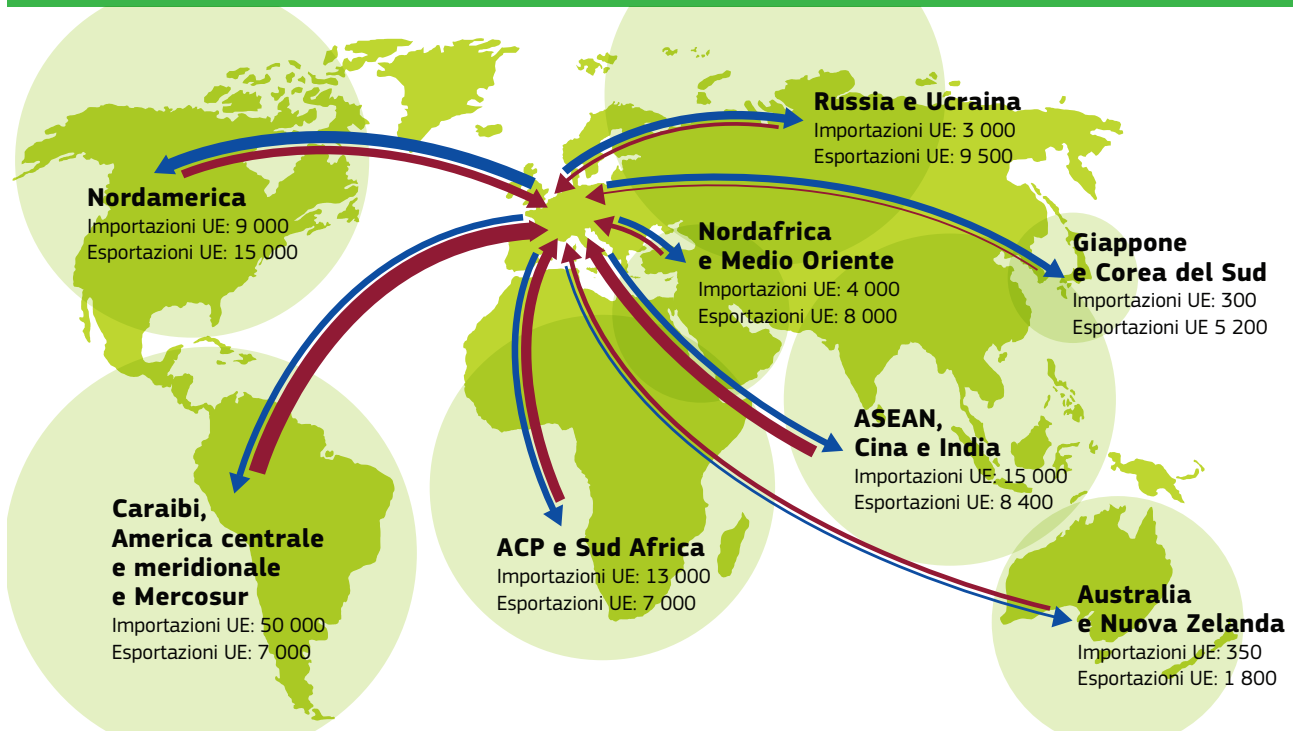 Russia e Ucraina
Importazioni UE: 3 000
Esportazioni UE: 9 500
Nordamerica
Importazioni UE: 9 000
Esportazioni UE: 15 000
Nordafrica
e Medio Oriente
Importazioni UE: 4 000
Esportazioni UE: 8 000
Giappone
e Corea del Sud
Importazioni UE: 300
Esportazioni UE 5 200
ASEAN,
Cina e India
Importazioni UE: 15 000
Esportazioni UE: 8 400
Caraibi,
America centrale
e meridionale
e Mercosur
Importazioni UE: 50 000
Esportazioni UE: 7 000
ACP e Sud Africa
Importazioni UE: 13 000
Esportazioni UE: 7 000
Australia
e Nuova Zelanda
Importazioni UE: 350
Esportazioni UE: 1 800